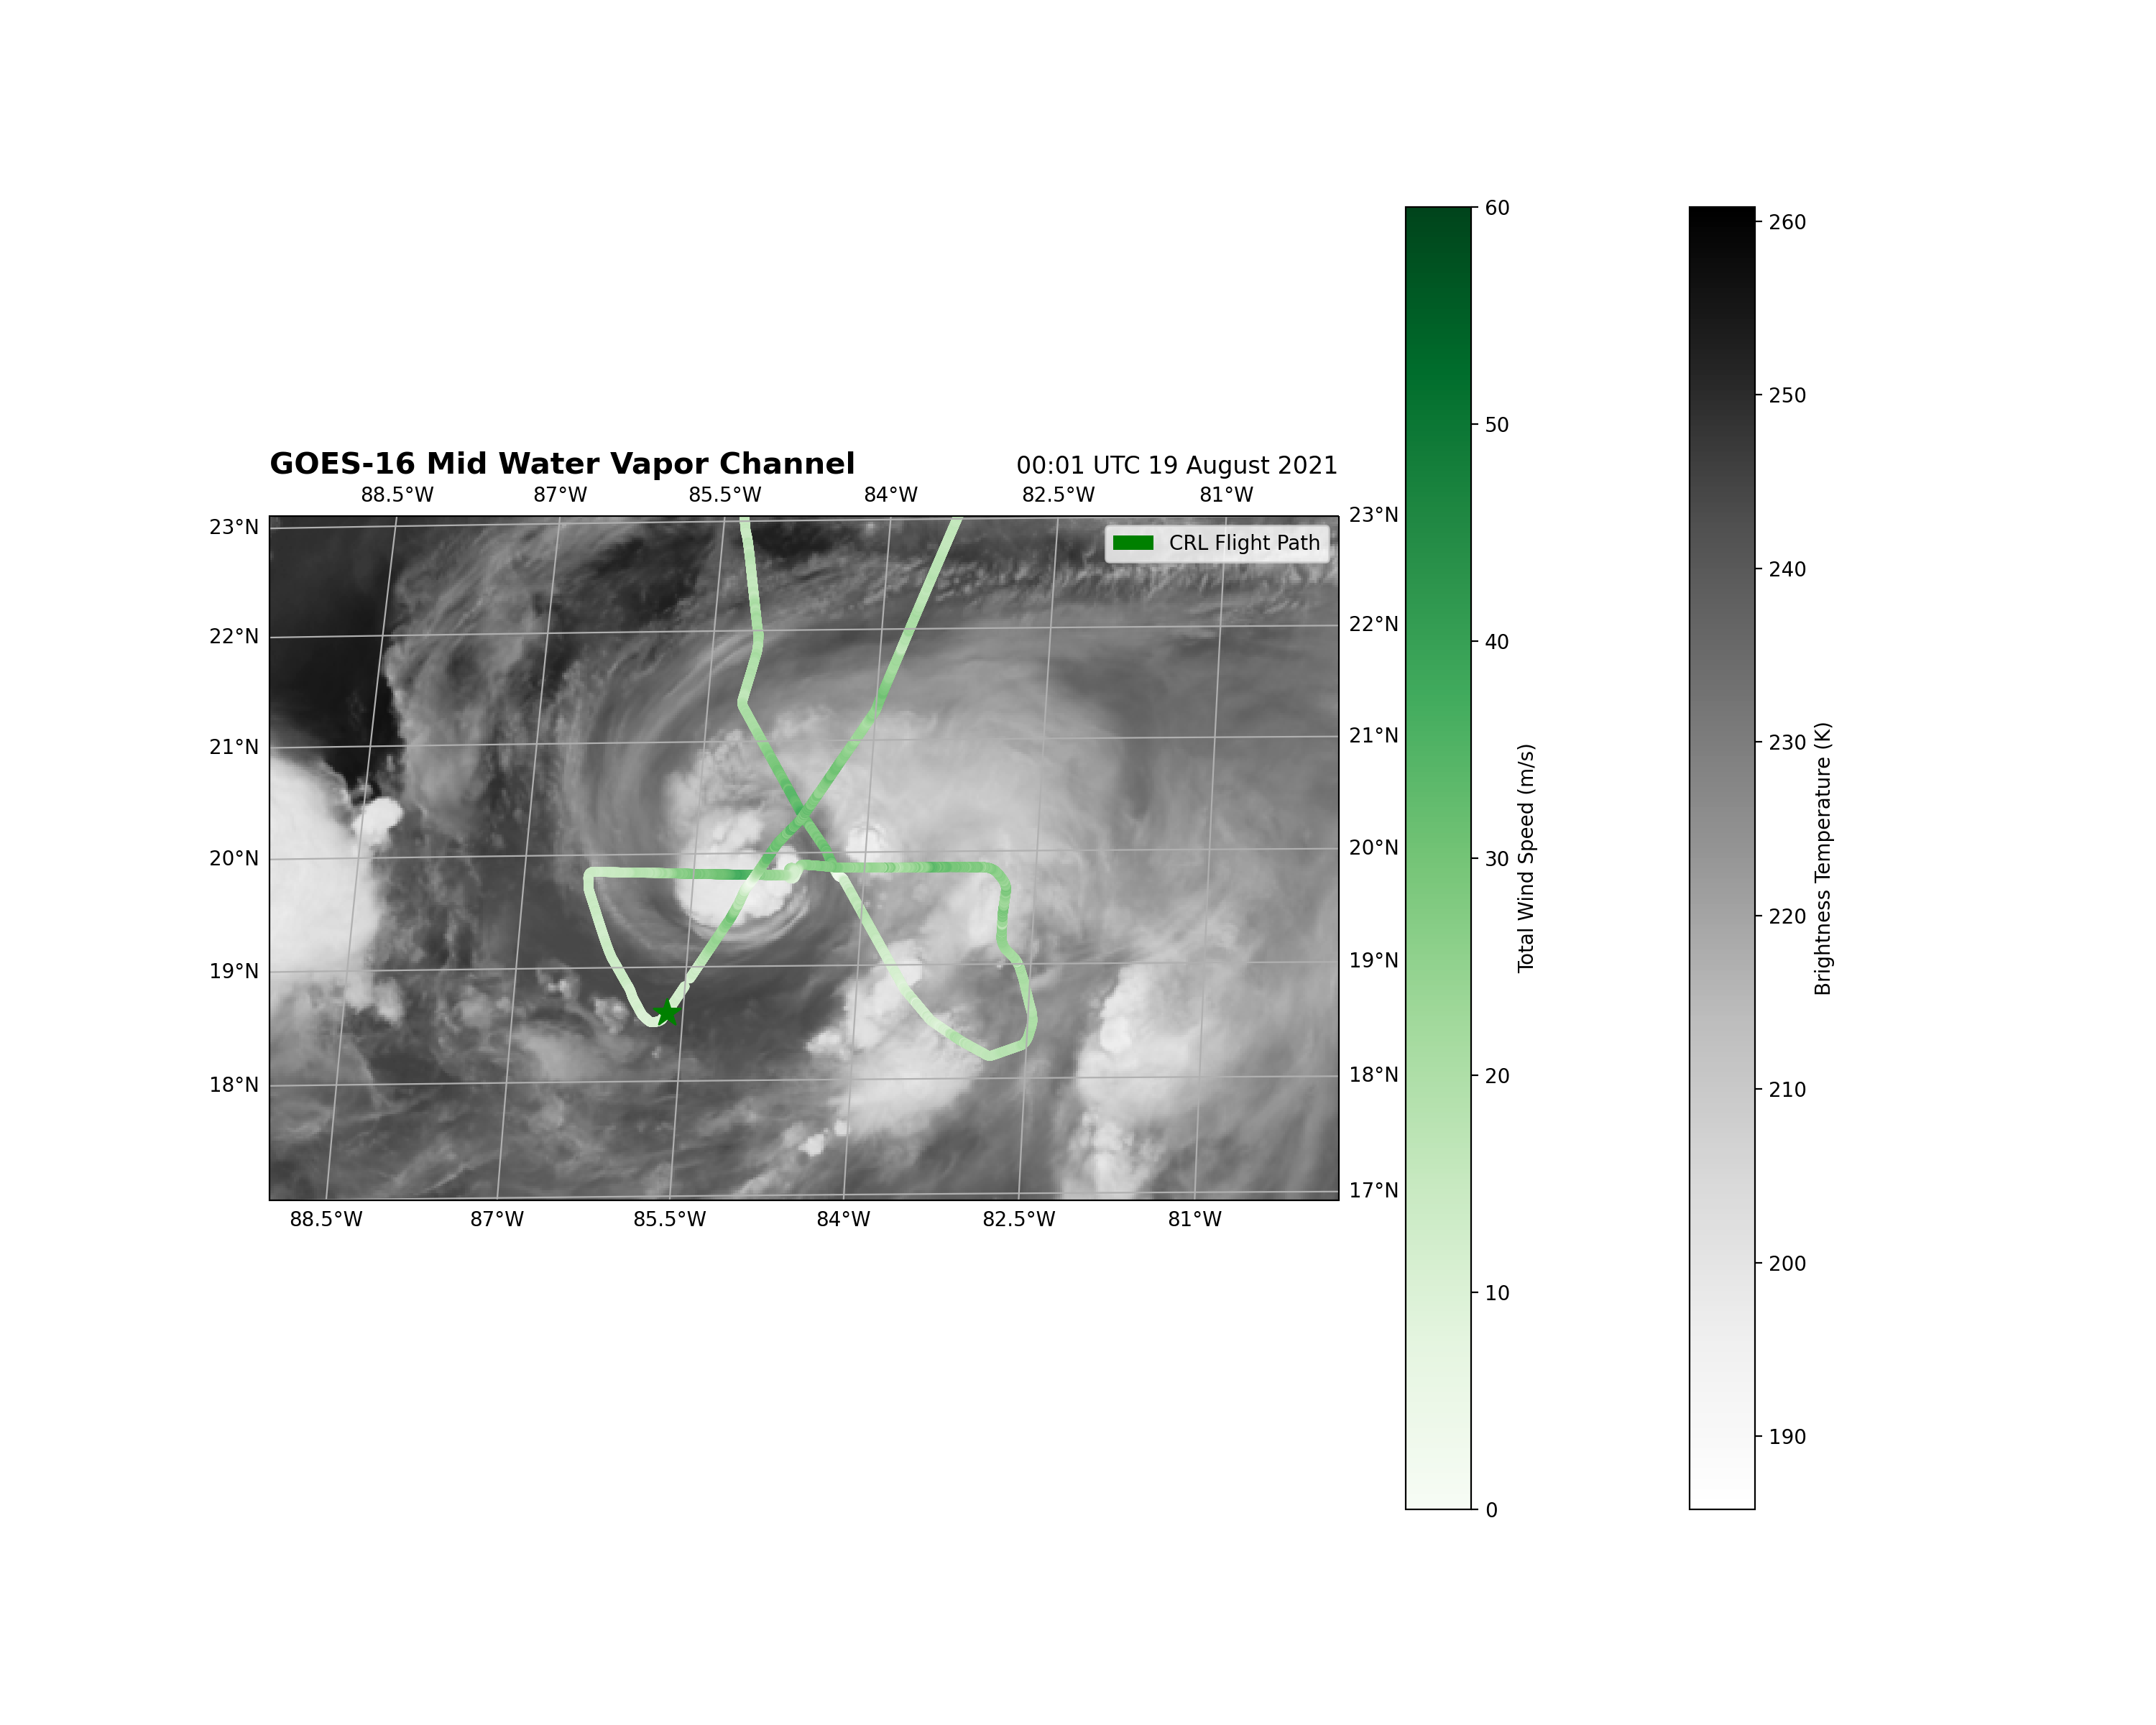 GOES-16 Mid Water Vapor Channel
00:01 UTC 19 August 2021
88.5°W 87°W 85.5°W 84°W 82.5°W 81°W
CRL Flight Path
23°N
22°N
21°N
20°N
19°N
18°N
23°N
22°N
21°N
20°N
19°N
18°N
17°N
88.5°W 87°W 85.5°W 84°W 82.5°W 81°W
60
50
40
30
20
10
0
Total Wind Speed (m/s)
260
250
240
230
220
210
200
190
Brightness Temperature (K)